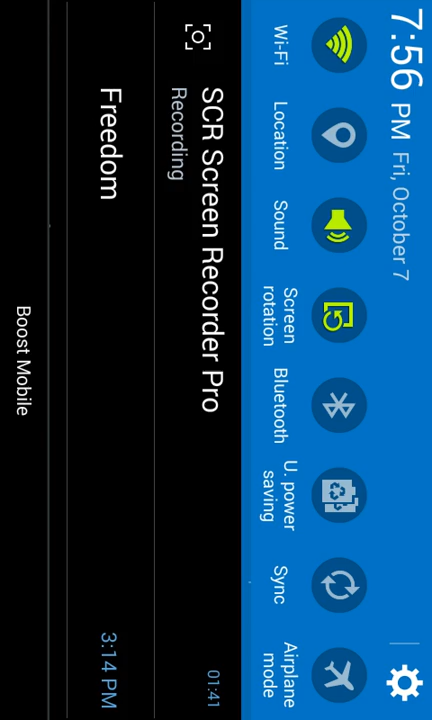 7:56 PM Fri, October 7
Wi-Fi
Location
Sound
Screen
rotation
Bluetooth
U. power
saving
Sync
Airplane
mode
SCR Screen Recorder Pro
Recording
01:41
Freedom
3:14 PM
Boost Mobile